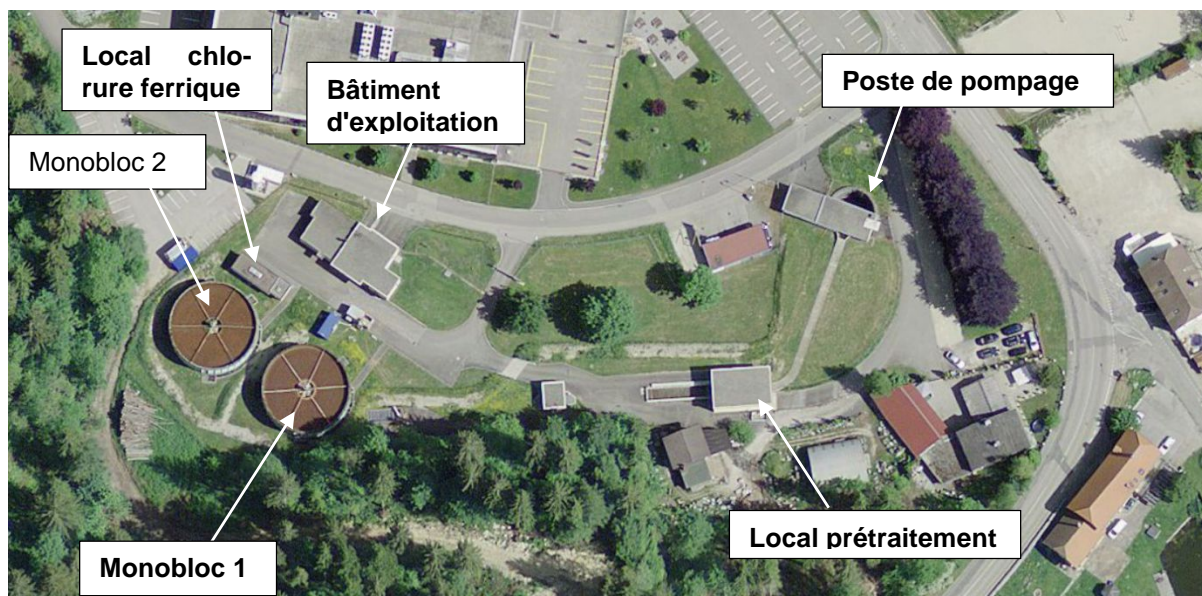 Local chlo-
rure ferrique
Bâtiment
d'exploitation
Poste de pompage
Monobloc 2
Local prétraitement
Monobloc 1